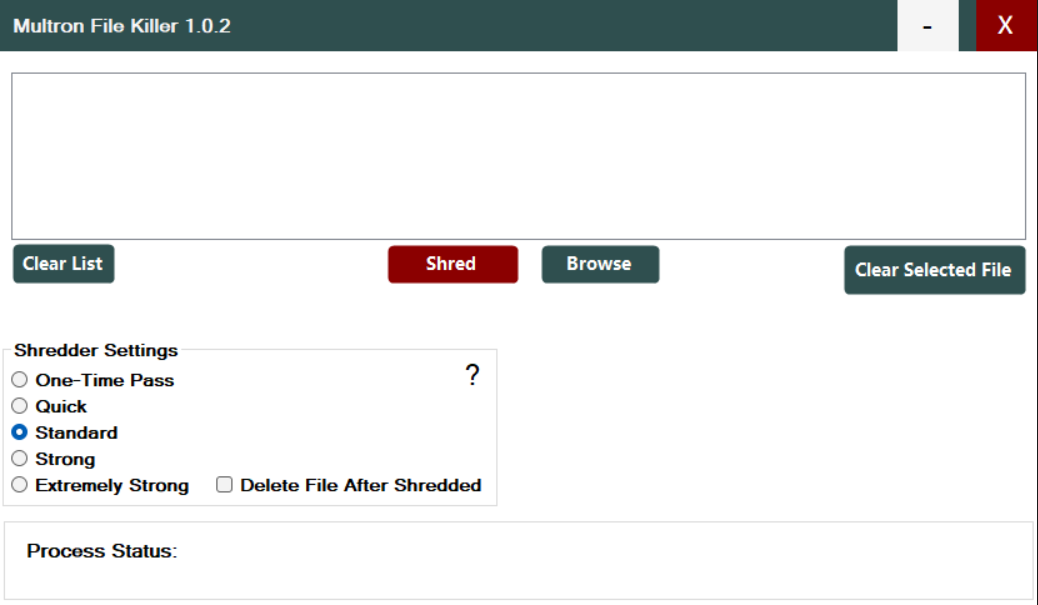 Multron File Killer 1.0.2
-
X
Clear List
Shred
Browse
Clear Selected File
Shredder Settings
?
One-Time Pass
Quick
Standard
Strong
Extremely Strong
Delete File After Shredded
Process Status: